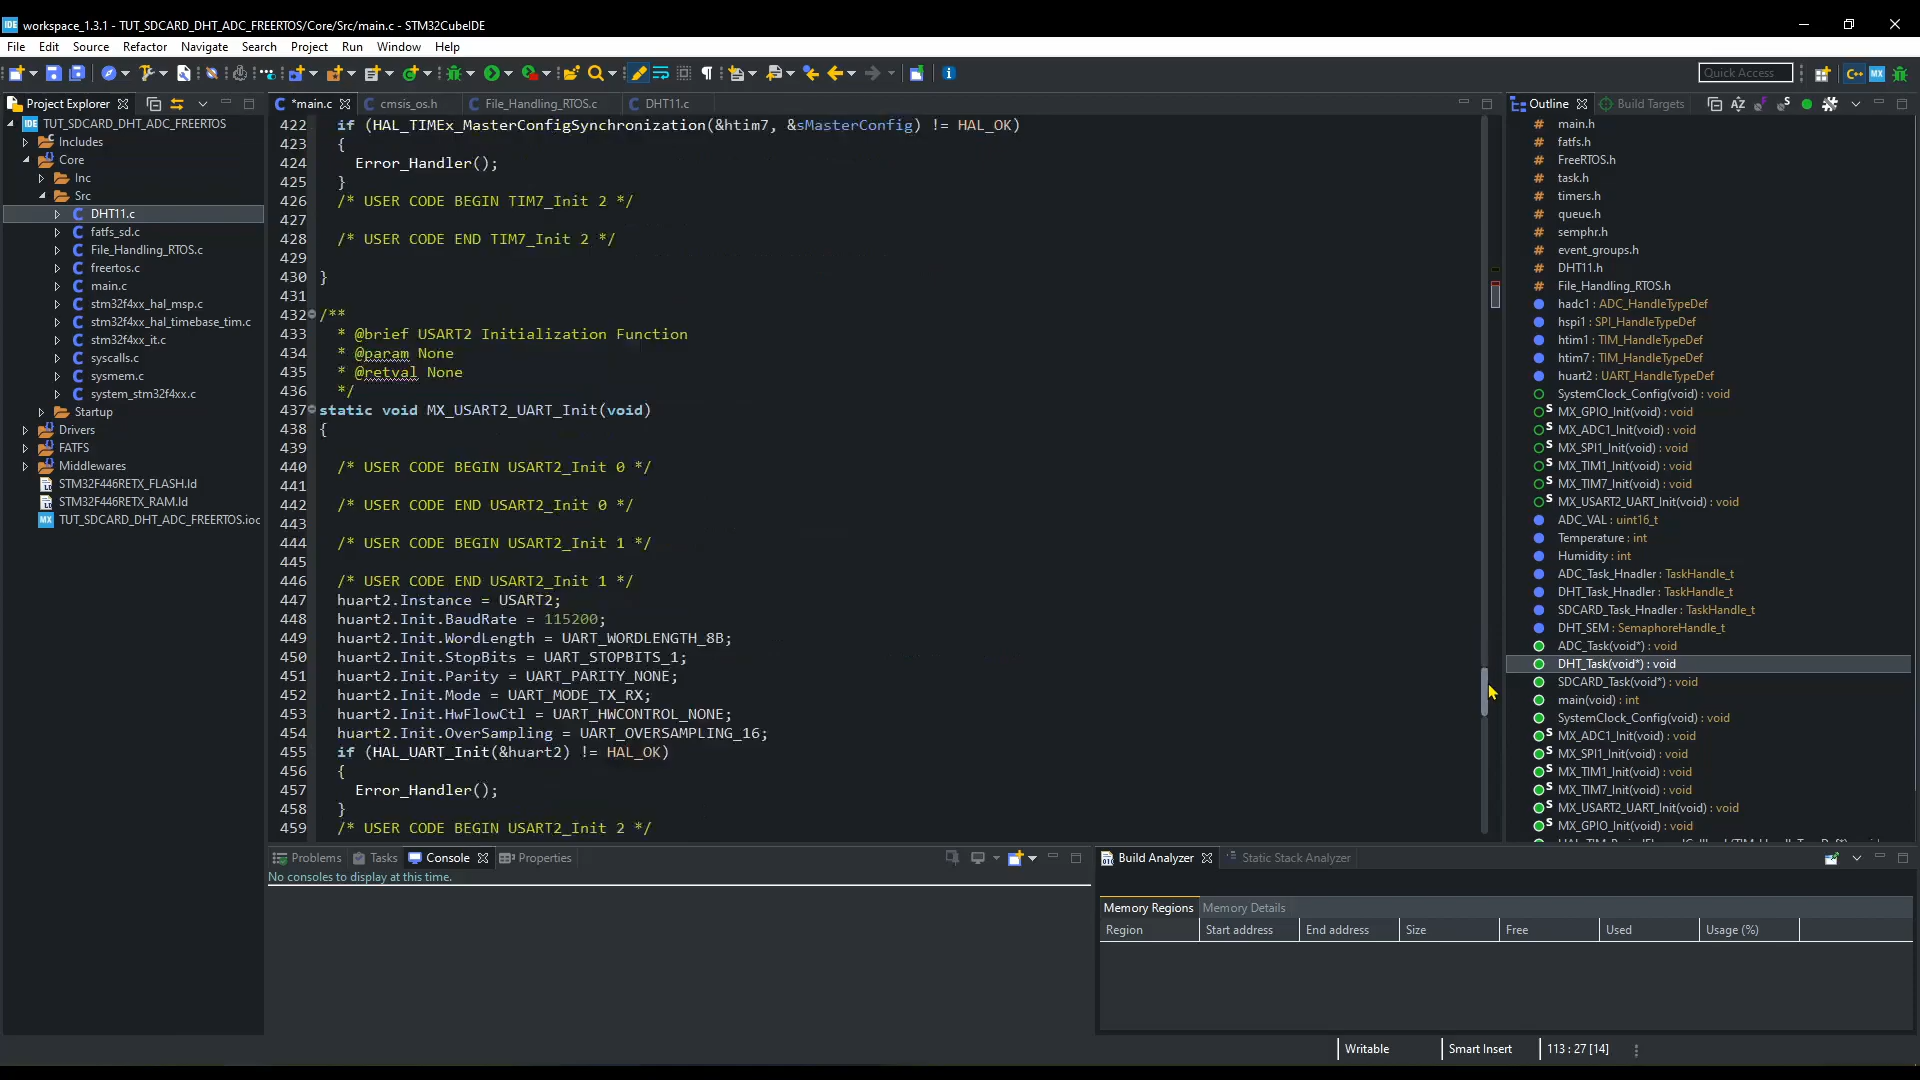 workspace_1.3.1 - TUT_SDCARD_DHT_ADC_FREERTOS/Core/Src/main.c - STM32CubeIDE
File Edit Source Refactor Navigate Search Project Run Window Help
Quick Access
Project Explorer
TUT_SDCARD_DHT_ADC_FREERTOS
Includes
Core
Inc
Src
DHT11.c
fatfs_sd.c
File_Handling_RTOS.c
freertos.c
main.c
stm32f4xx_hal_msp.c
stm32f4xx_hal_timebase_tim.c
stm32f4xx_it.c
syscalls.c
sysmem.c
system_stm32f4xx.c
Startup
Drivers
FATFS
Middlewares
STM32F446RETX_FLASH.ld
STM32F446RETX_RAM.ld
TUT_SDCARD_DHT_ADC_FREERTOS.ioc
*main.c cmsis_os.h File_Handling_RTOS.c DHT11.c
422 if (HAL_TIMEx_MasterConfigSynchronization(&htim7, &sMasterConfig) != HAL_OK)
423 {
424 Error_Handler();
425 }
426 /* USER CODE BEGIN TIM7_Init 2 */
427
428 /* USER CODE END TIM7_Init 2 */
429
430 }
431
432 /**
433 * @brief USART2 Initialization Function
434 * @param None
435 * @retval None
436 */
437 static void MX_USART2_UART_Init(void)
438 {
439
440 /* USER CODE BEGIN USART2_Init 0 */
441
442 /* USER CODE END USART2_Init 0 */
443
444 /* USER CODE BEGIN USART2_Init 1 */
445
446 /* USER CODE END USART2_Init 1 */
447 huart2.Instance = USART2;
448 huart2.Init.BaudRate = 115200;
449 huart2.Init.WordLength = UART_WORDLENGTH_8B;
450 huart2.Init.StopBits = UART_STOPBITS_1;
451 huart2.Init.Parity = UART_PARITY_NONE;
452 huart2.Init.Mode = UART_MODE_TX_RX;
453 huart2.Init.HwFlowCtl = UART_HWCONTROL_NONE;
454 huart2.Init.OverSampling = UART_OVERSAMPLING_16;
455 if (HAL_UART_Init(&huart2) != HAL_OK)
456 {
457 Error_Handler();
458 }
459 /* USER CODE BEGIN USART2_Init 2 */
Outline Build Targets
main.h
fatfs.h
FreeRTOS.h
task.h
timers.h
queue.h
semphr.h
event_groups.h
DHT11.h
File_Handling_RTOS.h
hadc1 : ADC_HandleTypeDef
hspi1 : SPI_HandleTypeDef
htim1 : TIM_HandleTypeDef
htim7 : TIM_HandleTypeDef
huart2 : UART_HandleTypeDef
SystemClock_Config(void) : void
MX_GPIO_Init(void) : void
MX_ADC1_Init(void) : void
MX_SPI1_Init(void) : void
MX_TIM1_Init(void) : void
MX_TIM7_Init(void) : void
MX_USART2_UART_Init(void) : void
ADC_VAL : uint16_t
Temperature : int
Humidity : int
ADC_Task_Hnadler : TaskHandle_t
DHT_Task_Hnadler : TaskHandle_t
SDCARD_Task_Hnadler : TaskHandle_t
DHT_SEM : SemaphoreHandle_t
ADC_Task(void*) : void
DHT_Task(void*) : void
SDCARD_Task(void*) : void
main(void) : int
SystemClock_Config(void) : void
MX_ADC1_Init(void) : void
MX_SPI1_Init(void) : void
MX_TIM1_Init(void) : void
MX_TIM7_Init(void) : void
MX_USART2_UART_Init(void) : void
MX_GPIO_Init(void) : void
Problems Tasks Console Properties
No consoles to display at this time.
Build Analyzer Static Stack Analyzer
Memory Regions Memory Details
Region Start address End address Size Free Used Usage (%)
Writable Smart Insert 113 : 27 [14]